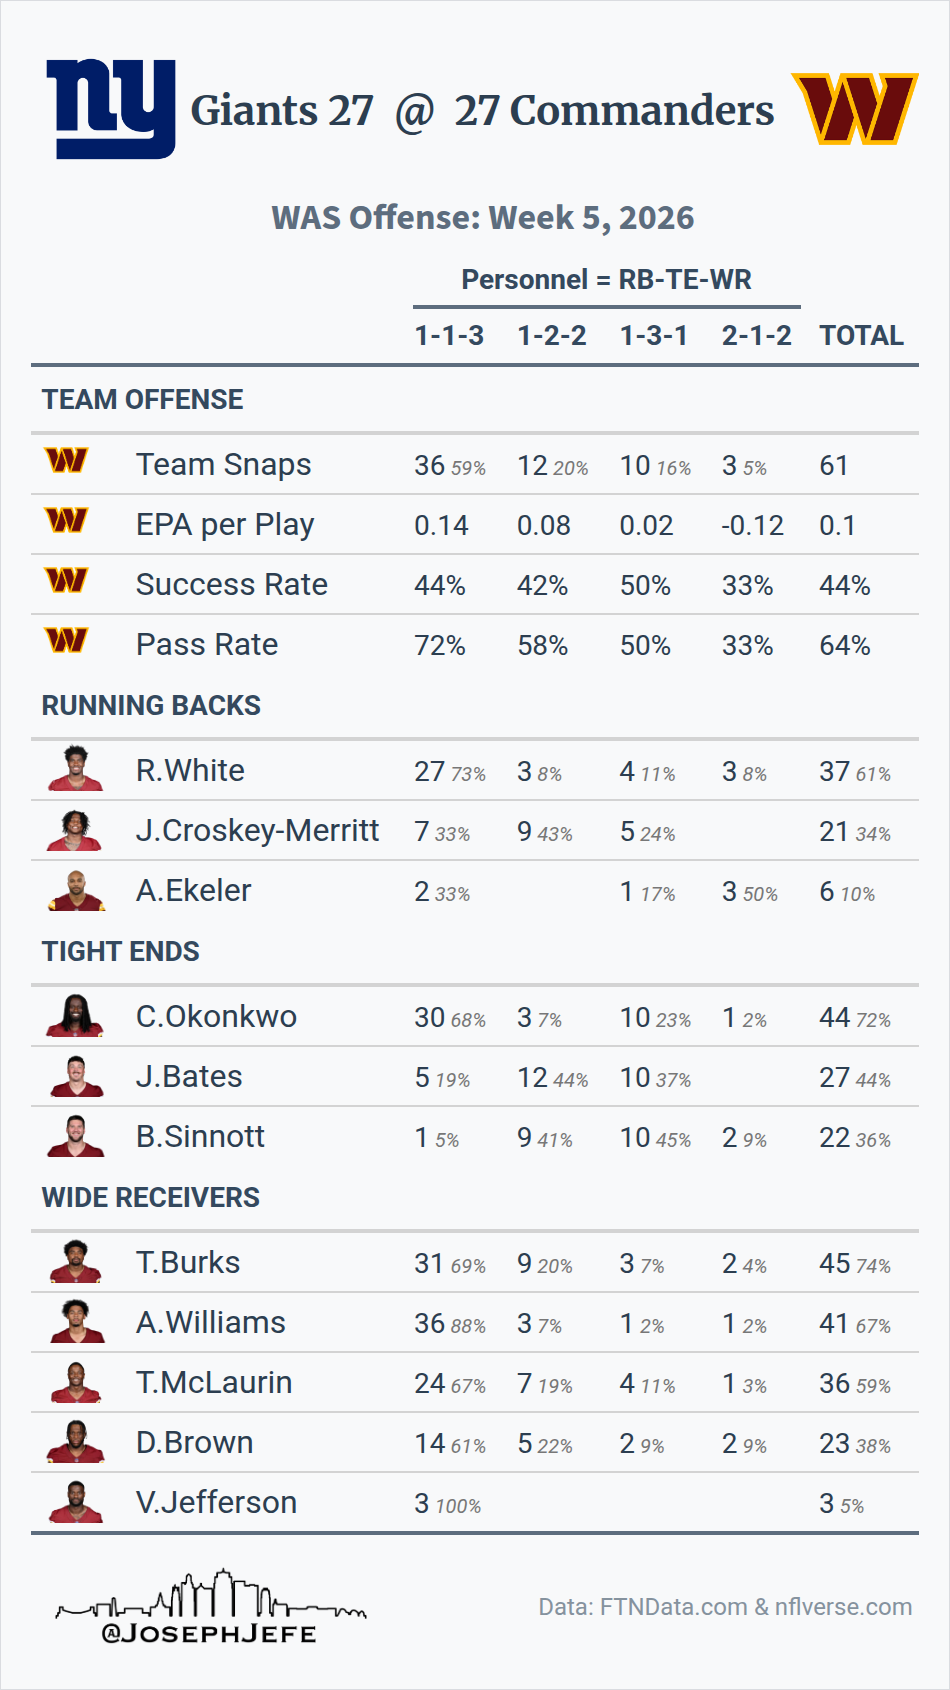 ny Giants 27 @ 27 Commanders W
WAS Offense: Week 5, 2026
Personnel = RB-TE-WR
1-1-3 1-2-2 1-3-1 2-1-2 TOTAL
TEAM OFFENSE
Team Snaps 36 59% 12 20% 10 16% 3 5% 61
EPA per Play 0.14 0.08 0.02 -0.12 0.1
Success Rate 44% 42% 50% 33% 44%
Pass Rate 72% 58% 50% 33% 64%
RUNNING BACKS
R.White 27 73% 3 8% 4 11% 3 8% 37 61%
J.Croskey-Merritt 7 33% 9 43% 5 24% 21 34%
A.Ekeler 2 33% 1 17% 3 50% 6 10%
TIGHT ENDS
C.Okonkwo 30 68% 3 7% 10 23% 1 2% 44 72%
J.Bates 5 19% 12 44% 10 37% 27 44%
B.Sinnott 1 5% 9 41% 10 45% 2 9% 22 36%
WIDE RECEIVERS
T.Burks 31 69% 9 20% 3 7% 2 4% 45 74%
A.Williams 36 88% 3 7% 1 2% 1 2% 41 67%
T.McLaurin 24 67% 7 19% 4 11% 1 3% 36 59%
D.Brown 14 61% 5 22% 2 9% 2 9% 23 38%
V.Jefferson 3 100% 3 5%
@JosephJefe
Data: FTNData.com & nflverse.com